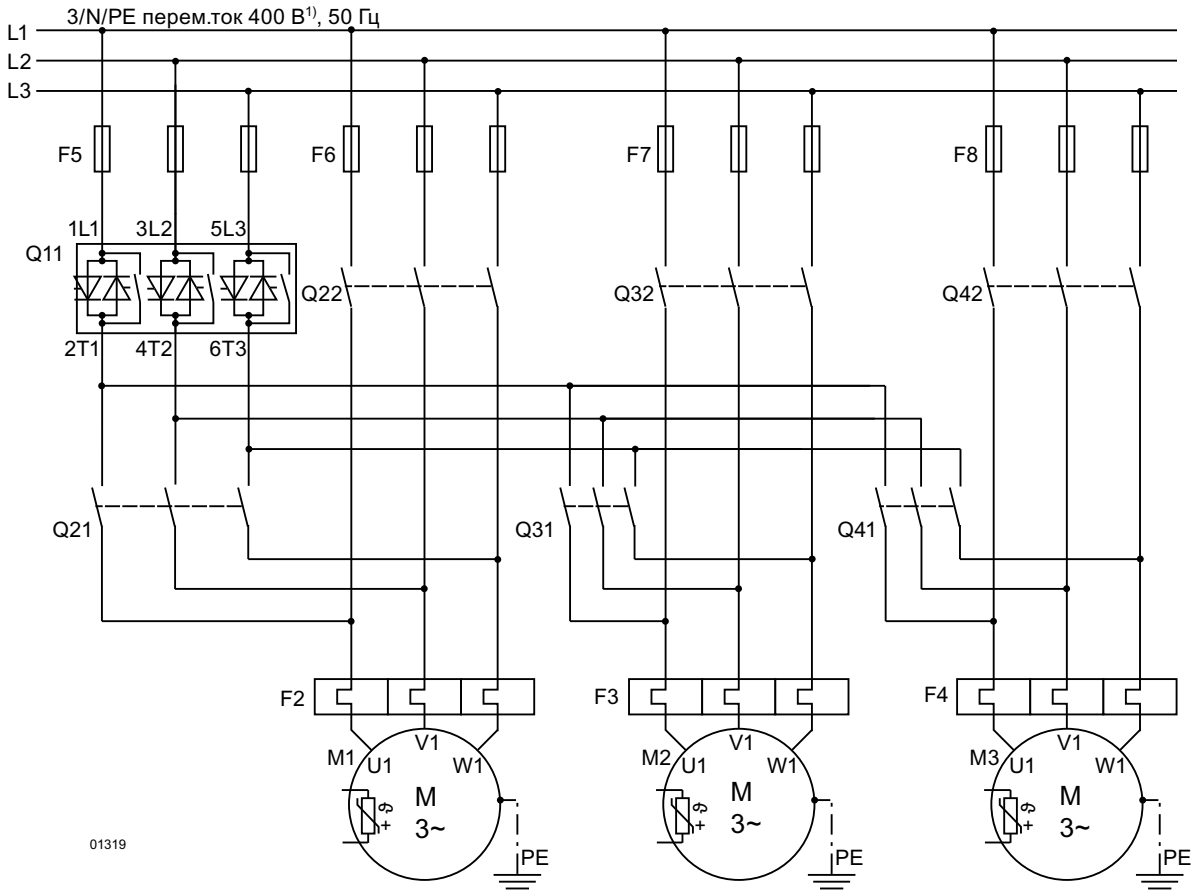 3/N/PE перем.ток 400 В1), 50 Гц
L1
L2
L3
F5
F6
F7
F8
1L1 3L2 5L3
Q11
Q22
Q32
Q42
2T1 4T2 6T3
Q21
Q31
Q41
F2
F3
F4
M1 U1 V1 W1
M2 U1 V1 W1
M3 U1 V1 W1
M
3~
ϑ
+
M
3~
ϑ
+
M
3~
ϑ
+
PE
PE
PE
01319